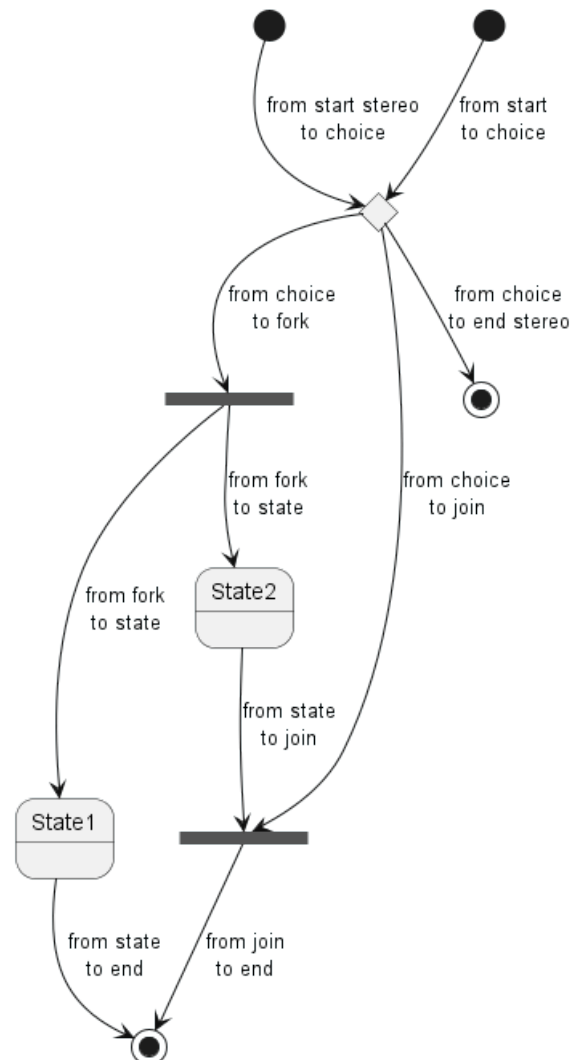 from start stereo
to choice
from start
to choice
from choice
to fork
from choice
to end stereo
from fork
to state
from choice
to join
State2
from fork
to state
from state
to join
State1
from state
to end
from join
to end